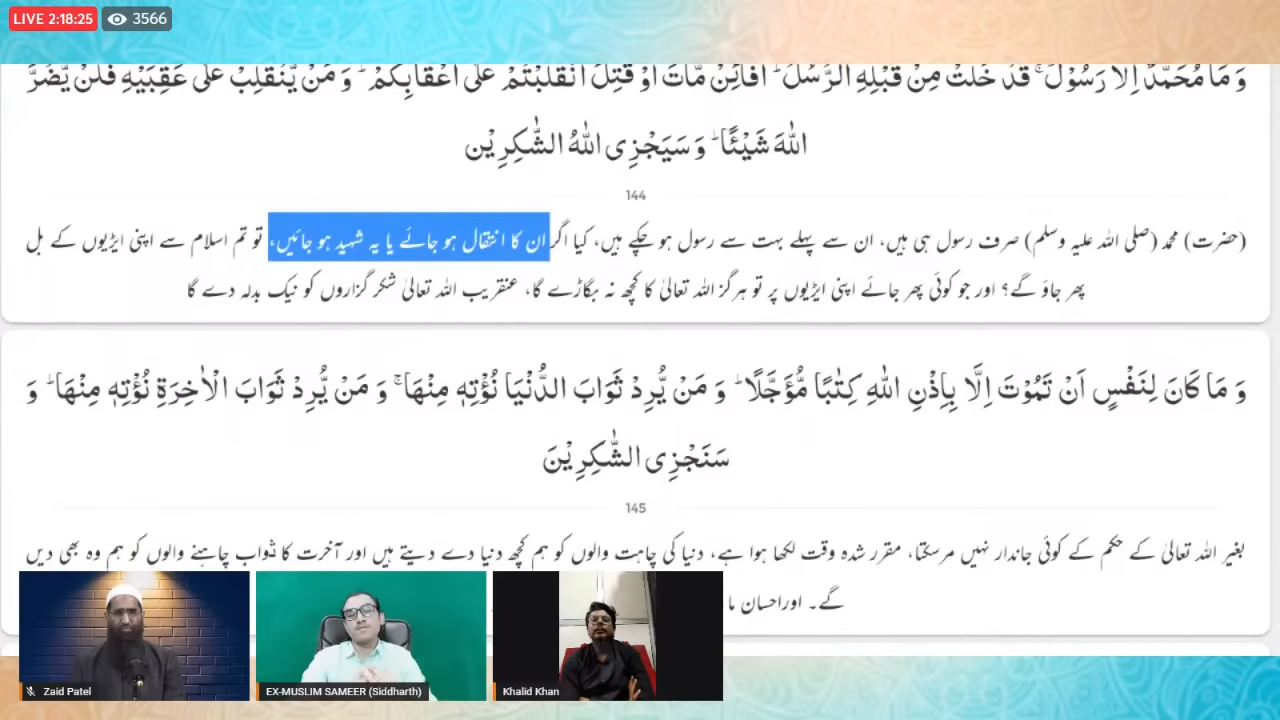 LIVE 2:18:25 3566
وَ مَا مُحَمَّدٌ اِلَّا رَسُوْلٌ ۚ قَدْ خَلَتْ مِنْ قَبْلِهِ الرُّسُلُ ؕ اَفَا۠ئِنْ مَّاتَ اَوْ قُتِلَ انْقَلَبْتُمْ عَلٰۤى اَعْقَابِكُمْ ؕ وَ مَنْ يَّنْقَلِبْ عَلٰى عَقِبَيْهِ فَلَنْ يَّضُرَّ
اللّٰهَ شَيْـًٔا ؕ وَ سَيَجْزِى اللّٰهُ الشّٰكِرِيْن
144
(حضرت) محمد (صلی اللہ علیہ وسلم) صرف رسول ہی ہیں، ان سے پہلے بہت سے رسول ہو چکے ہیں، کیا اگر ان کا انتقال ہو جائے یا یہ شہید ہو جائیں، تو تم اسلام سے اپنی ایڑیوں کے بل
پھر جاؤ گے؟ اور جو کوئی پھر جائے اپنی ایڑیوں پر تو ہرگز اللہ تعالیٰ کا کچھ نہ بگاڑے گا، عنقریب اللہ تعالیٰ شکر گزاروں کو نیک بدلہ دے گا
وَ مَا كَانَ لِنَفْسٍ اَنْ تَمُوْتَ اِلَّا بِاِذْنِ اللّٰهِ كِتٰبًا مُّؤَجَّلًا ؕ وَ مَنْ يُّرِدْ ثَوَابَ الدُّنْيَا نُؤْتِهٖ مِنْهَا ۚ وَ مَنْ يُّرِدْ ثَوَابَ الْاٰخِرَةِ نُؤْتِهٖ مِنْهَا ؕ وَ
سَنَجْزِى الشّٰكِرِيْنَ
145
بغیر اللہ تعالیٰ کے حکم کے کوئی جاندار نہیں مرسکتا، مقرر شدہ وقت لکھا ہوا ہے، دنیا کی چاہت والوں کو ہم کچھ دنیا دے دیتے ہیں اور آخرت کا ثواب چاہنے والوں کو ہم وہ بھی دیں
گے۔ اوراحسان ما
Zaid Patel
EX-MUSLIM SAMEER (Siddharth)
Khalid Khan